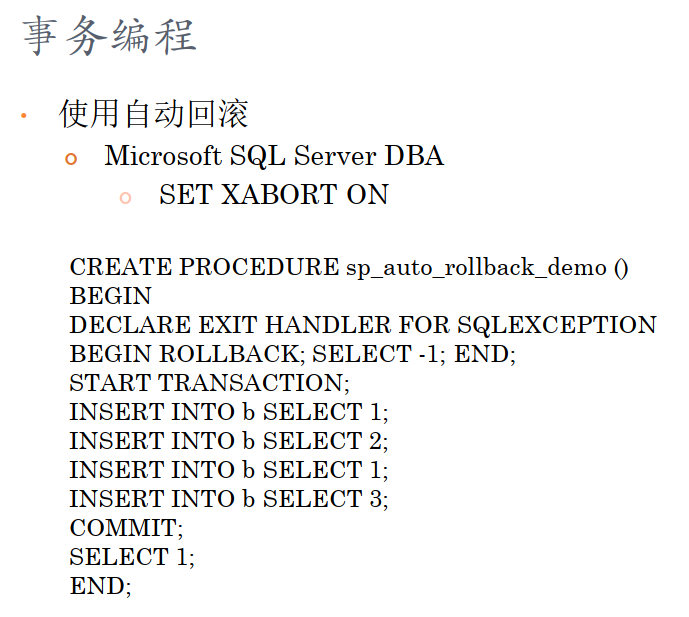 事务编程
使用自动回滚
Microsoft SQL Server DBA
SET XABORT ON
CREATE PROCEDURE sp_auto_rollback_demo ()
BEGIN
DECLARE EXIT HANDLER FOR SQLEXCEPTION
BEGIN ROLLBACK; SELECT -1; END;
START TRANSACTION;
INSERT INTO b SELECT 1;
INSERT INTO b SELECT 2;
INSERT INTO b SELECT 1;
INSERT INTO b SELECT 3;
COMMIT;
SELECT 1;
END;